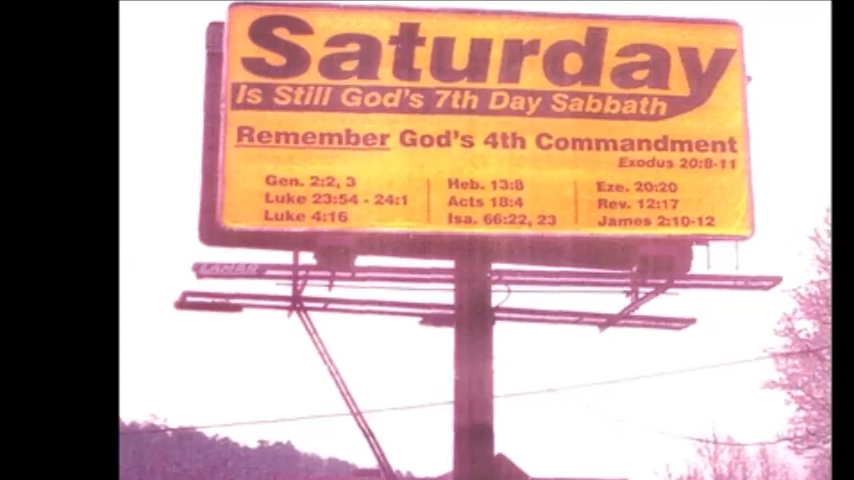 Saturday
Is Still God's 7th Day Sabbath
Remember God's 4th Commandment
Exodus 20:8-11
Gen. 2:2, 3
Luke 23:54 - 24:1
Luke 4:16
Heb. 13:8
Acts 18:4
Isa. 66:22, 23
Eze. 20:20
Rev. 12:17
James 2:10-12
LAMAR